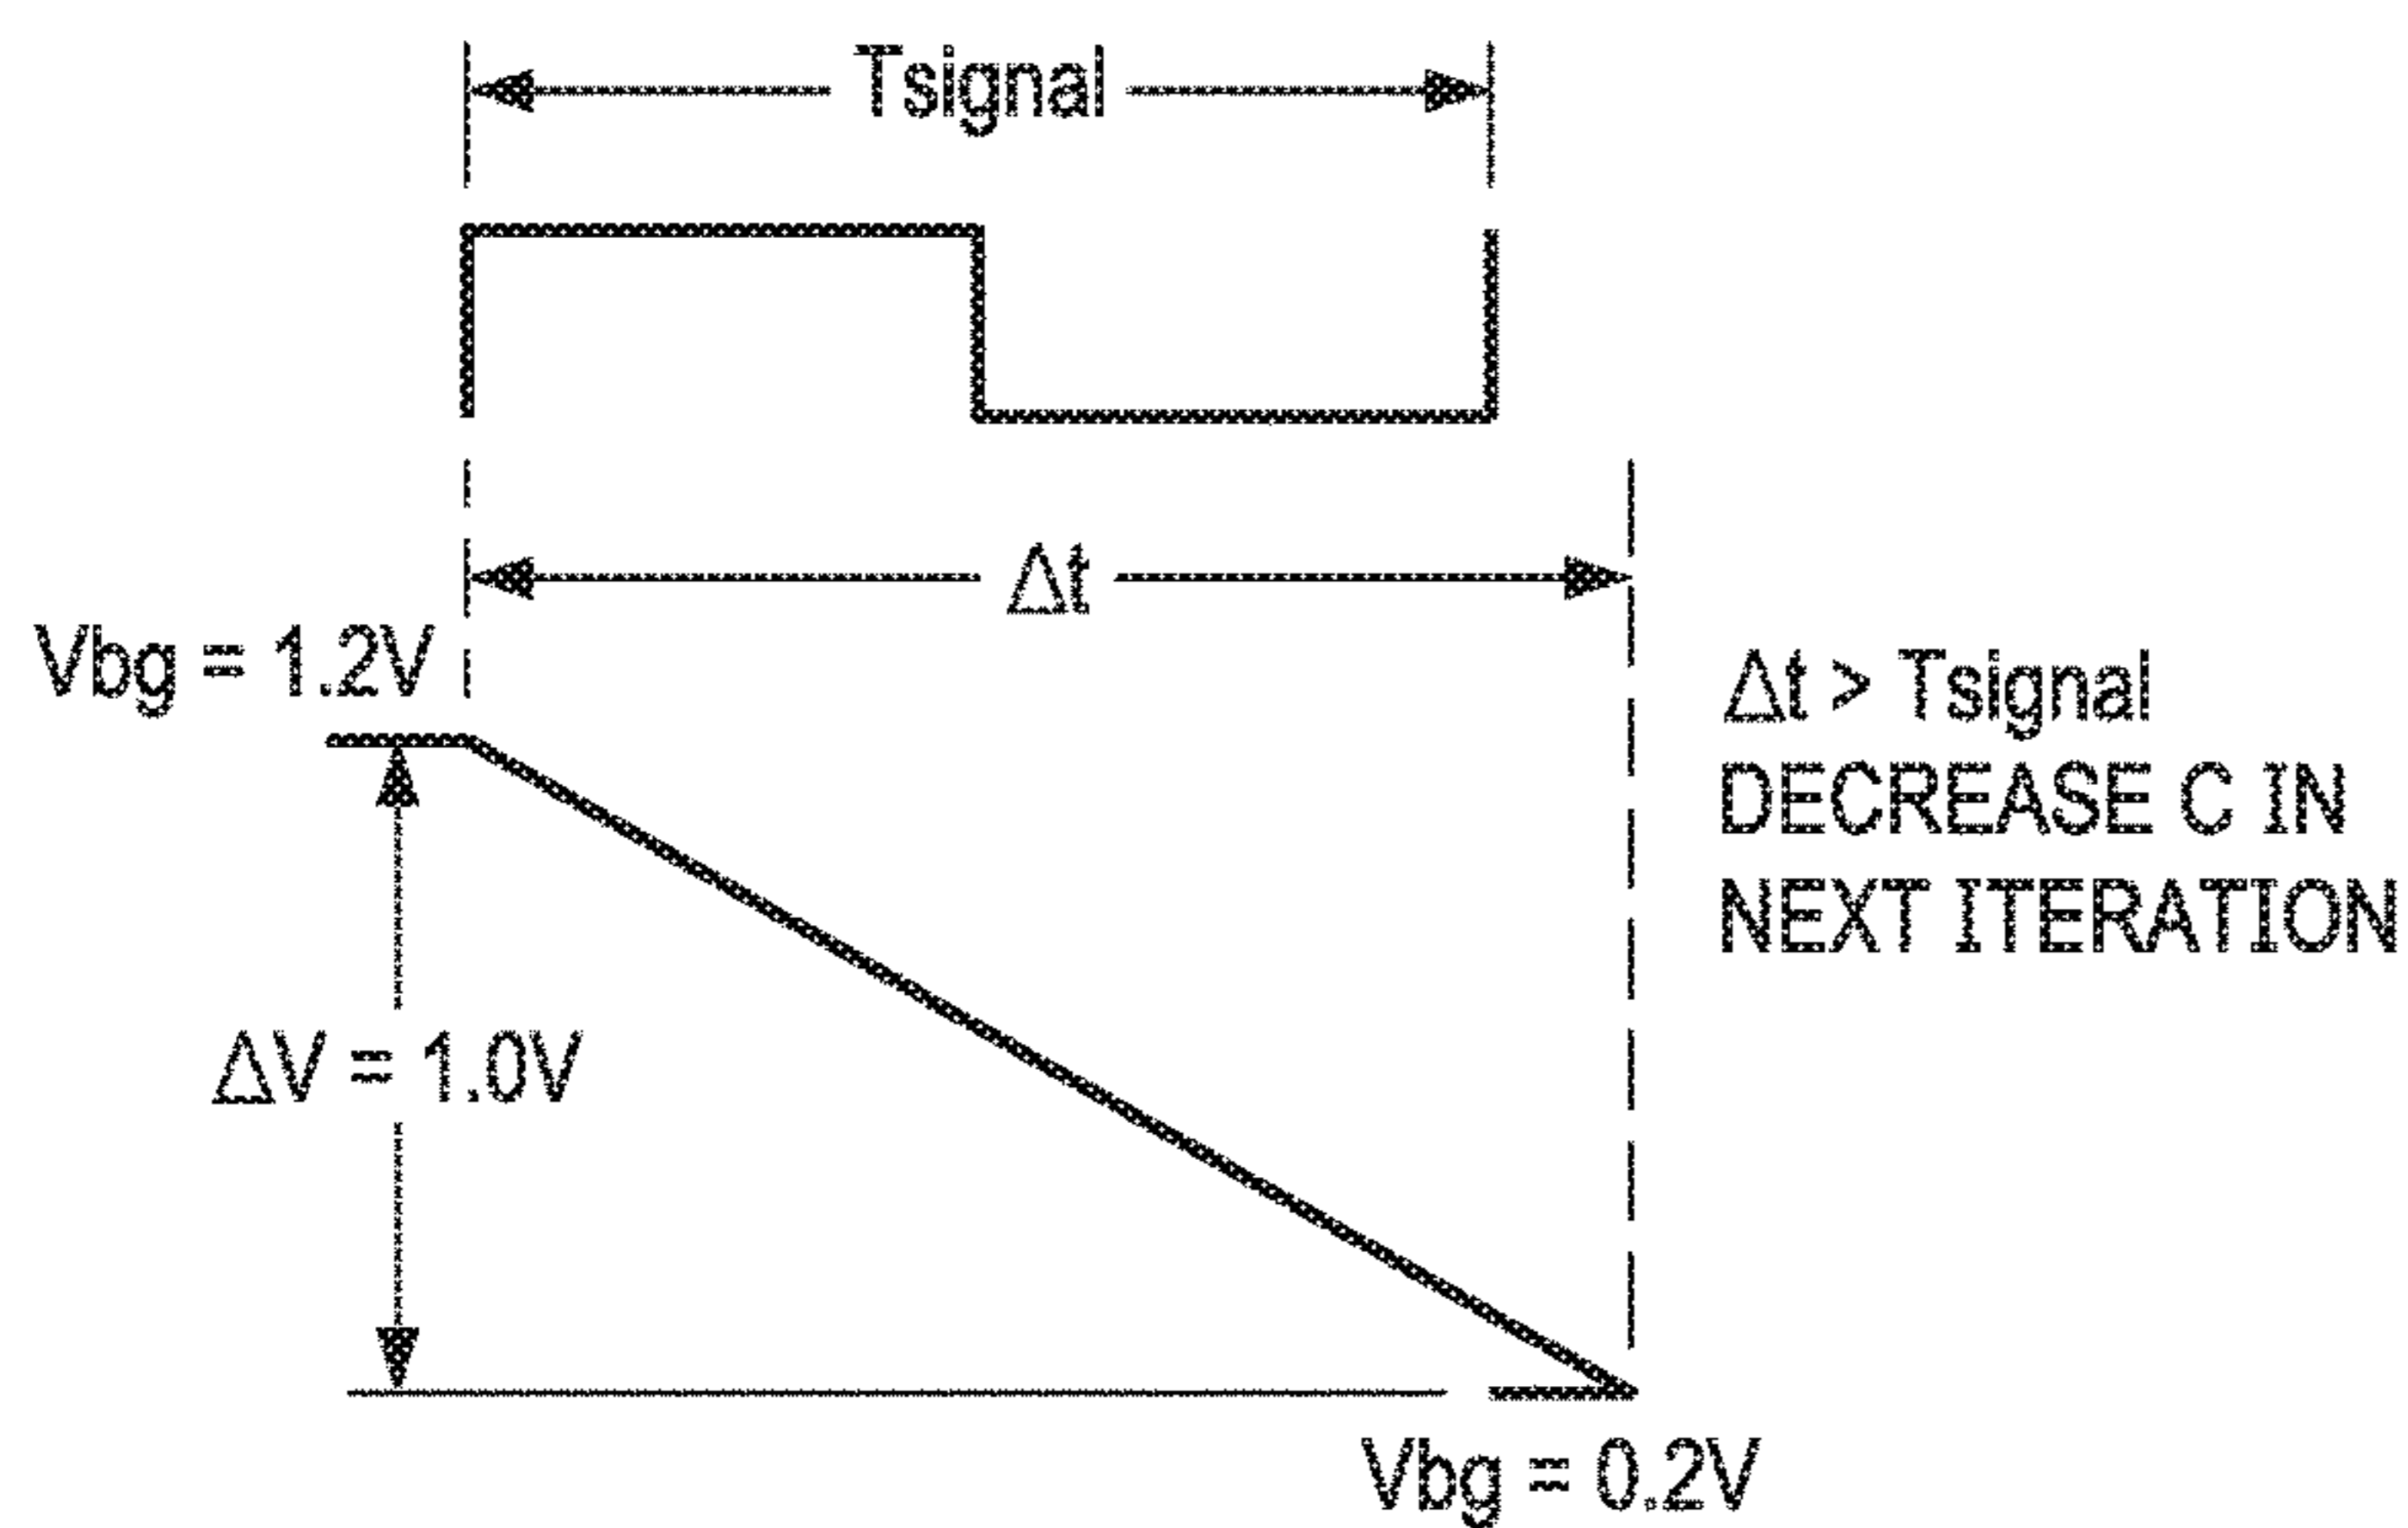 Tsignal
Δt
Vbg = 1.2V
Δt > Tsignal
DECREASE C IN
NEXT ITERATION
ΔV = 1.0V
Vbg = 0.2V